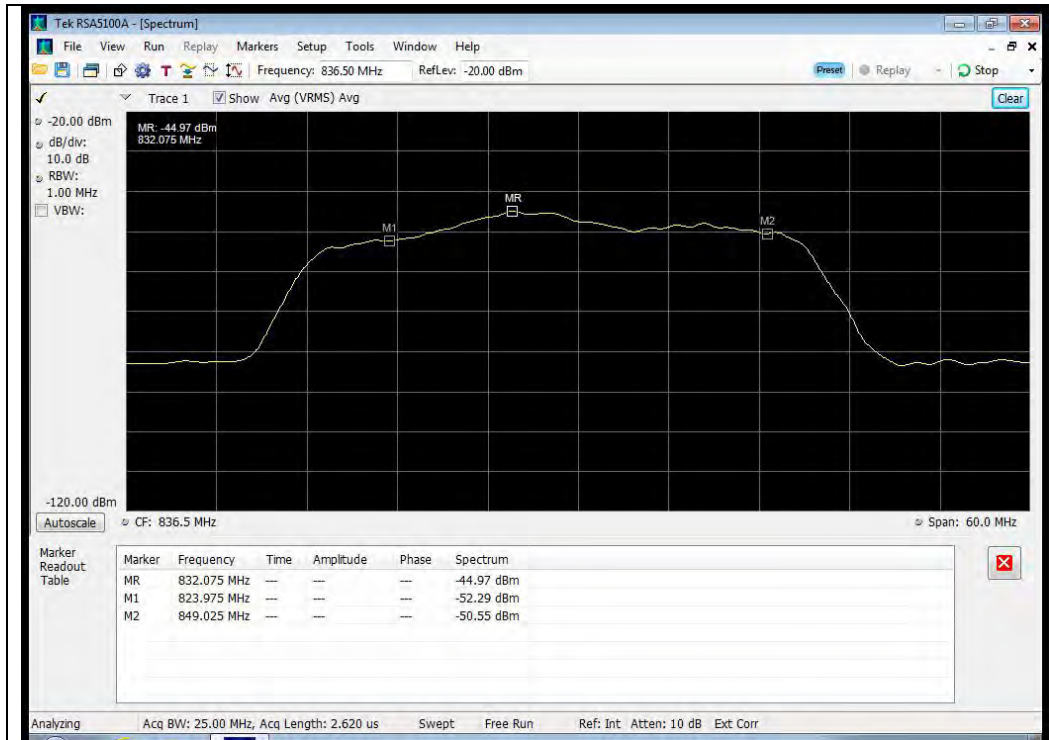 Tek RSA5100A - [Spectrum]
File View Run Replay Markers Setup Tools Window Help
T Frequency: 836.50 MHz RefLev: -20.00 dBm Preset Replay Stop
Trace 1 Show Avg (VRMS) Avg Clear
-20.00 dBm
dB/div:
10.0 dB
RBW:
1.00 MHz
VBW:
MR: -44.97 dBm
832.075 MHz
MR
M1
M2
-120.00 dBm
Autoscale CF: 836.5 MHz Span: 60.0 MHz
Marker
Readout
Table
Marker Frequency Time Amplitude Phase Spectrum
MR 832.075 MHz --- --- --- -44.97 dBm
M1 823.975 MHz --- --- --- -52.29 dBm
M2 849.025 MHz --- --- --- -50.55 dBm
Analyzing Acq BW: 25.00 MHz, Acq Length: 2.620 us Swept Free Run Ref: Int Atten: 10 dB Ext Corr